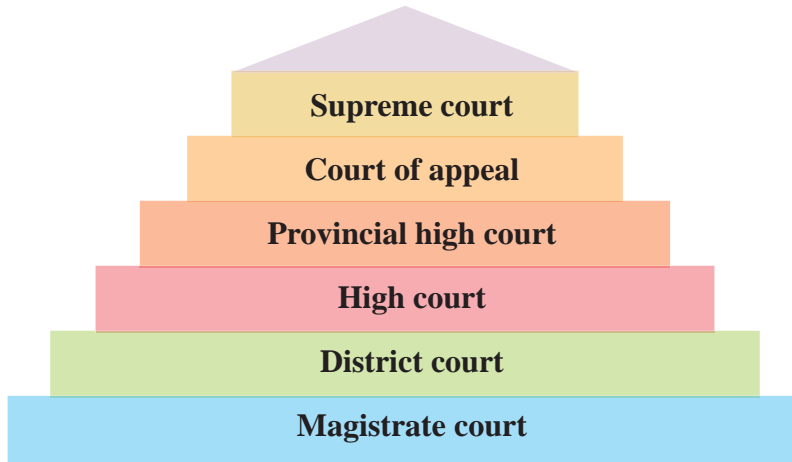 Supreme court
Court of appeal
Provincial high court
High court
District court
Magistrate court